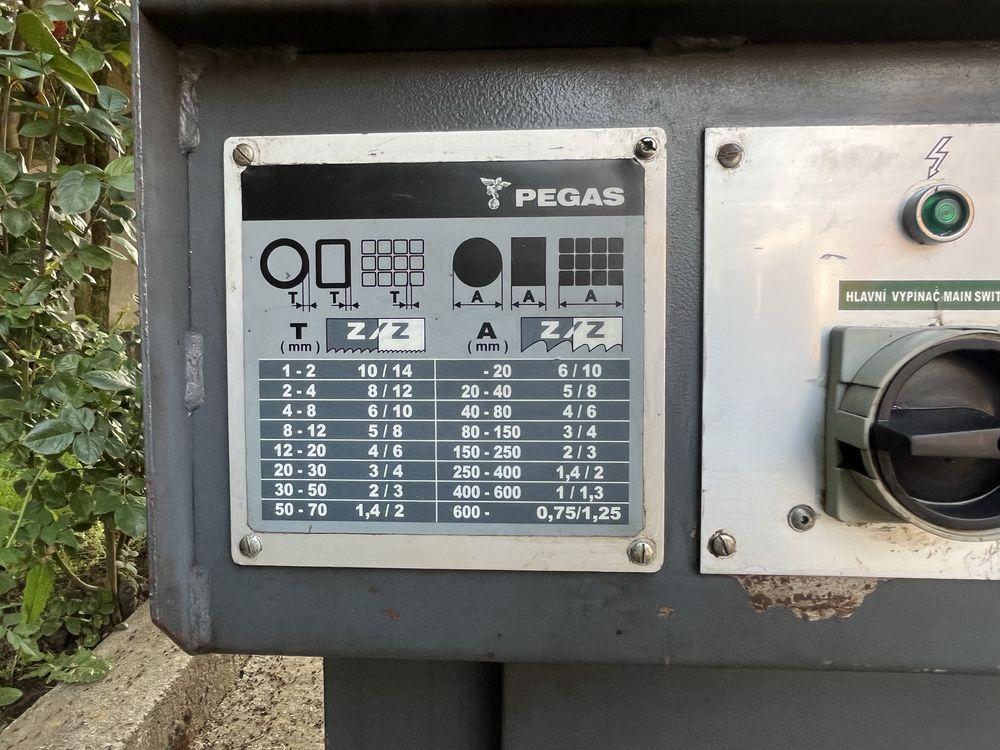 PEGAS
T T T A A A
T (mm) Z/Z A (mm) Z/Z
1 - 2 10 / 14 - 20 6 / 10
2 - 4 8 / 12 20 - 40 5 / 8
4 - 8 6 / 10 40 - 80 4 / 6
8 - 12 5 / 8 80 - 150 3 / 4
12 - 20 4 / 6 150 - 250 2 / 3
20 - 30 3 / 4 250 - 400 1,4 / 2
30 - 50 2 / 3 400 - 600 1 / 1,3
50 - 70 1,4 / 2 600 - 0,75/1,25
HLAVNÍ VYPÍNAČ MAIN SWIT